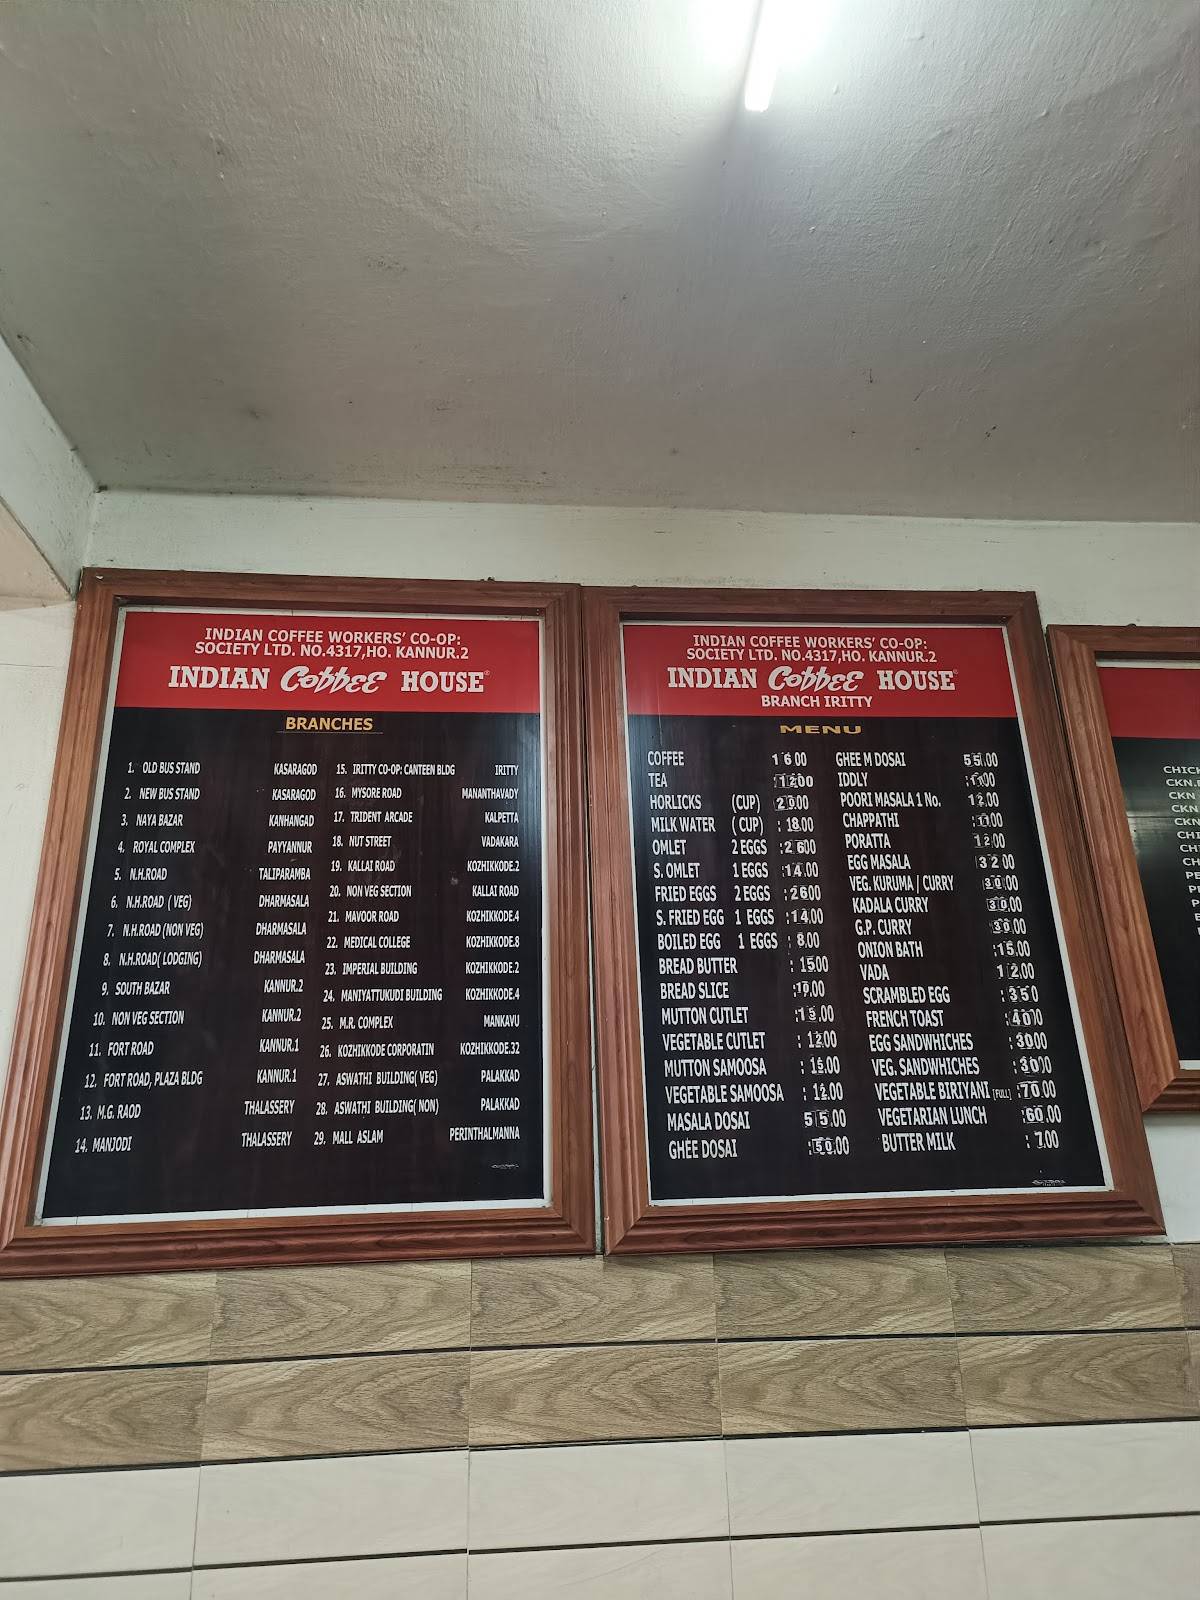 INDIAN COFFEE WORKERS' CO-OP:
SOCIETY LTD. NO.4317,HO. KANNUR.2
INDIAN Coffee HOUSE
BRANCHES
1. OLD BUS STAND KASARAGOD
2. NEW BUS STAND KASARAGOD
3. NAYA BAZAR KANHANGAD
4. ROYAL COMPLEX PAYYANNUR
5. N.H.ROAD TALIPARAMBA
6. N.H.ROAD ( VEG) DHARMASALA
7. N.H.ROAD (NON VEG) DHARMASALA
8. N.H.ROAD( LODGING) DHARMASALA
9. SOUTH BAZAR KANNUR.2
10. NON VEG SECTION KANNUR.2
11. FORT ROAD KANNUR.1
12. FORT ROAD, PLAZA BLDG KANNUR.1
13. M.G. RAOD THALASSERY
14. MANJODI THALASSERY
15. IRITTY CO-OP: CANTEEN BLDG IRITTY
16. MYSORE ROAD MANANTHAVADY
17. TRIDENT ARCADE KALPETTA
18. NUT STREET VADAKARA
19. KALLAI ROAD KOZHIKKODE.2
20. NON VEG SECTION KALLAI ROAD
21. MAVOOR ROAD KOZHIKKODE.4
22. MEDICAL COLLEGE KOZHIKKODE.8
23. IMPERIAL BUILDING KOZHIKKODE.2
24. MANIYATTUKUDI BUILDING KOZHIKKODE.4
25. M.R. COMPLEX MANKAVU
26. KOZHIKKODE CORPORATIN KOZHIKKODE.32
27. ASWATHI BUILDING( VEG) PALAKKAD
28. ASWATHI BUILDING( NON) PALAKKAD
29. MALL ASLAM PERINTHALMANNA
INDIAN COFFEE WORKERS' CO-OP:
SOCIETY LTD. NO.4317,HO. KANNUR.2
INDIAN Coffee HOUSE
BRANCH IRITTY
MENU
COFFEE 16.00
TEA 12.00
HORLICKS (CUP) 20.00
MILK WATER ( CUP) : 18.00
OMLET 2 EGGS : 26.00
S. OMLET 1 EGGS : 14.00
FRIED EGGS 2 EGGS : 26.00
S. FRIED EGG 1 EGGS : 14.00
BOILED EGG 1 EGGS : 8.00
BREAD BUTTER : 15.00
BREAD SLICE : 10.00
MUTTON CUTLET : 15.00
VEGETABLE CUTLET : 12.00
MUTTON SAMOOSA : 15.00
VEGETABLE SAMOOSA : 12.00
MASALA DOSAI 55.00
GHEE DOSAI : 50.00
GHEE M DOSAI 55.00
IDDLY : 11.00
POORI MASALA 1 No. 12.00
CHAPPATHI : 11.00
PORATTA 12.00
EGG MASALA 32.00
VEG. KURUMA / CURRY 30.00
KADALA CURRY 30.00
G.P. CURRY 30.00
ONION BATH : 15.00
VADA 12.00
SCRAMBLED EGG : 35.0
FRENCH TOAST : 40.00
EGG SANDWHICHES : 30.00
VEG. SANDWHICHES : 30.00
VEGETABLE BIRIYANI [FULL] : 70.00
VEGETARIAN LUNCH : 60.00
BUTTER MILK : 7.00